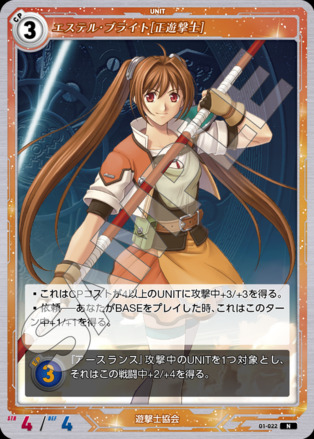 UNIT
CP
3
エステル・ブライト[正遊撃士]
SAMPLE
・これはCPコストが4以上のUNITに攻撃中+3/+3を得る。
・依頼──あなたがBASEをプレイした時、これはこのター
ン中+1/+1を得る。
3
「アースランス」攻撃中のUNITを1つ対象とし、
それはこの戦闘中+2/+4を得る。
4 / 4
遊撃士協会
01-022 N